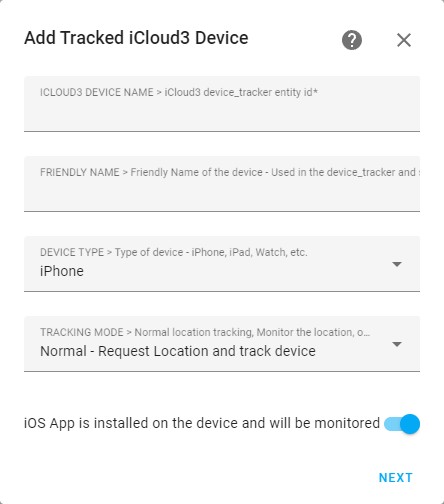 Add Tracked iCloud3 Device
ICLOUD3 DEVICE NAME > iCloud3 device_tracker entity id*
FRIENDLY NAME > Friendly Name of the device - Used in the device_tracker and
DEVICE TYPE > Type of device - iPhone, iPad, Watch, etc.
iPhone
TRACKING MODE > Normal location tracking, Monitor the location, o...
Normal - Request Location and track device
iOS App is installed on the device and will be monitored
NEXT